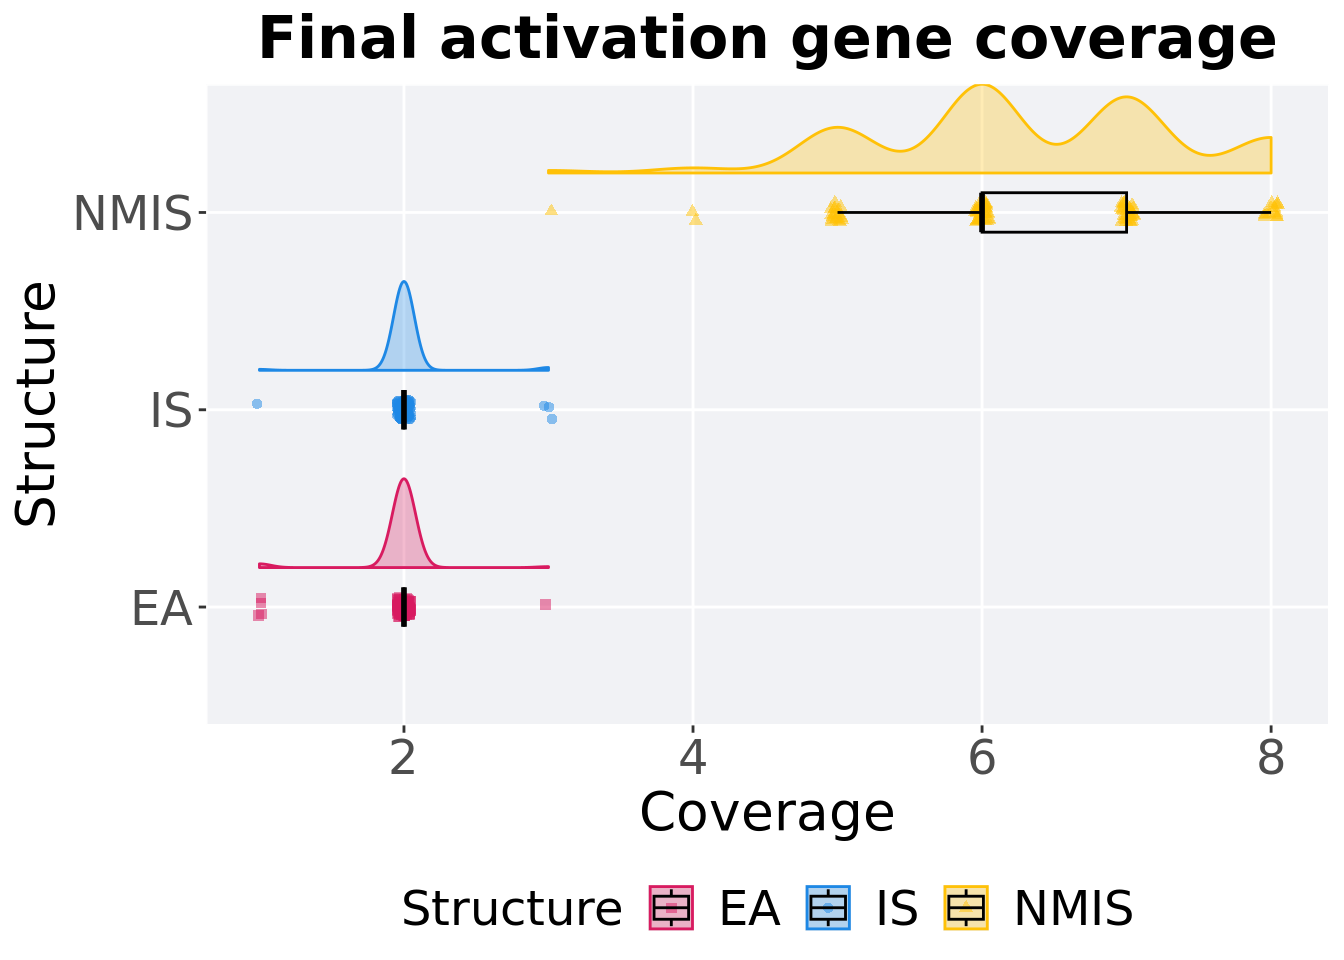 Final activation gene coverage
Structure
NMIS
IS
EA
2 4 6 8
Coverage
Structure EA IS NMIS